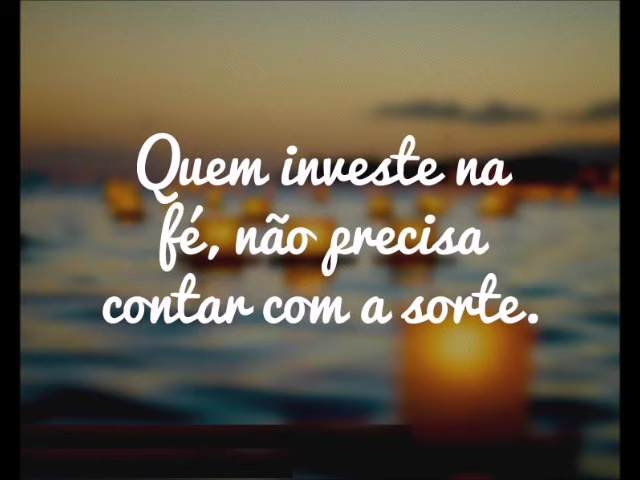 Quem investe na
fé, não precisa
contar com a sorte.